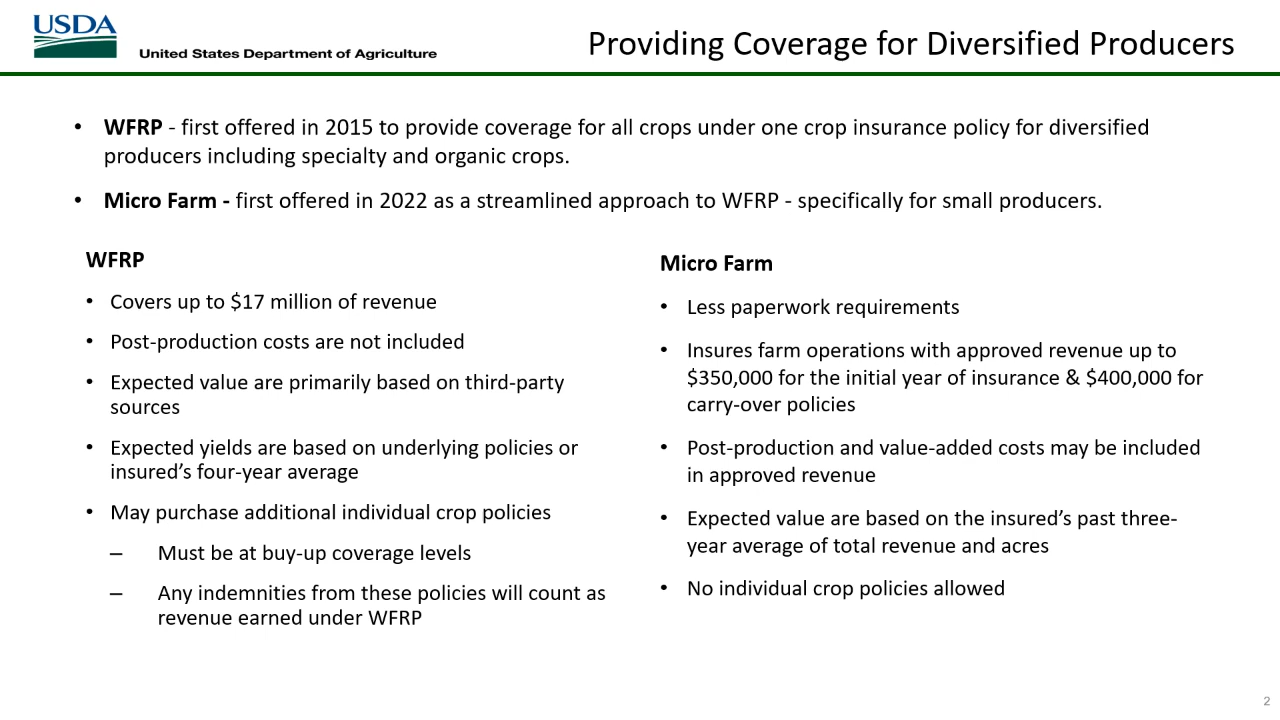 USDA
United States Department of Agriculture
Providing Coverage for Diversified Producers
• WFRP - first offered in 2015 to provide coverage for all crops under one crop insurance policy for diversified
producers including specialty and organic crops.
• Micro Farm - first offered in 2022 as a streamlined approach to WFRP - specifically for small producers.
WFRP
• Covers up to $17 million of revenue
• Post-production costs are not included
• Expected value are primarily based on third-party
sources
• Expected yields are based on underlying policies or
insured’s four-year average
• May purchase additional individual crop policies
– Must be at buy-up coverage levels
– Any indemnities from these policies will count as
revenue earned under WFRP
Micro Farm
• Less paperwork requirements
• Insures farm operations with approved revenue up to
$350,000 for the initial year of insurance & $400,000 for
carry-over policies
• Post-production and value-added costs may be included
in approved revenue
• Expected value are based on the insured’s past three-
year average of total revenue and acres
• No individual crop policies allowed
2